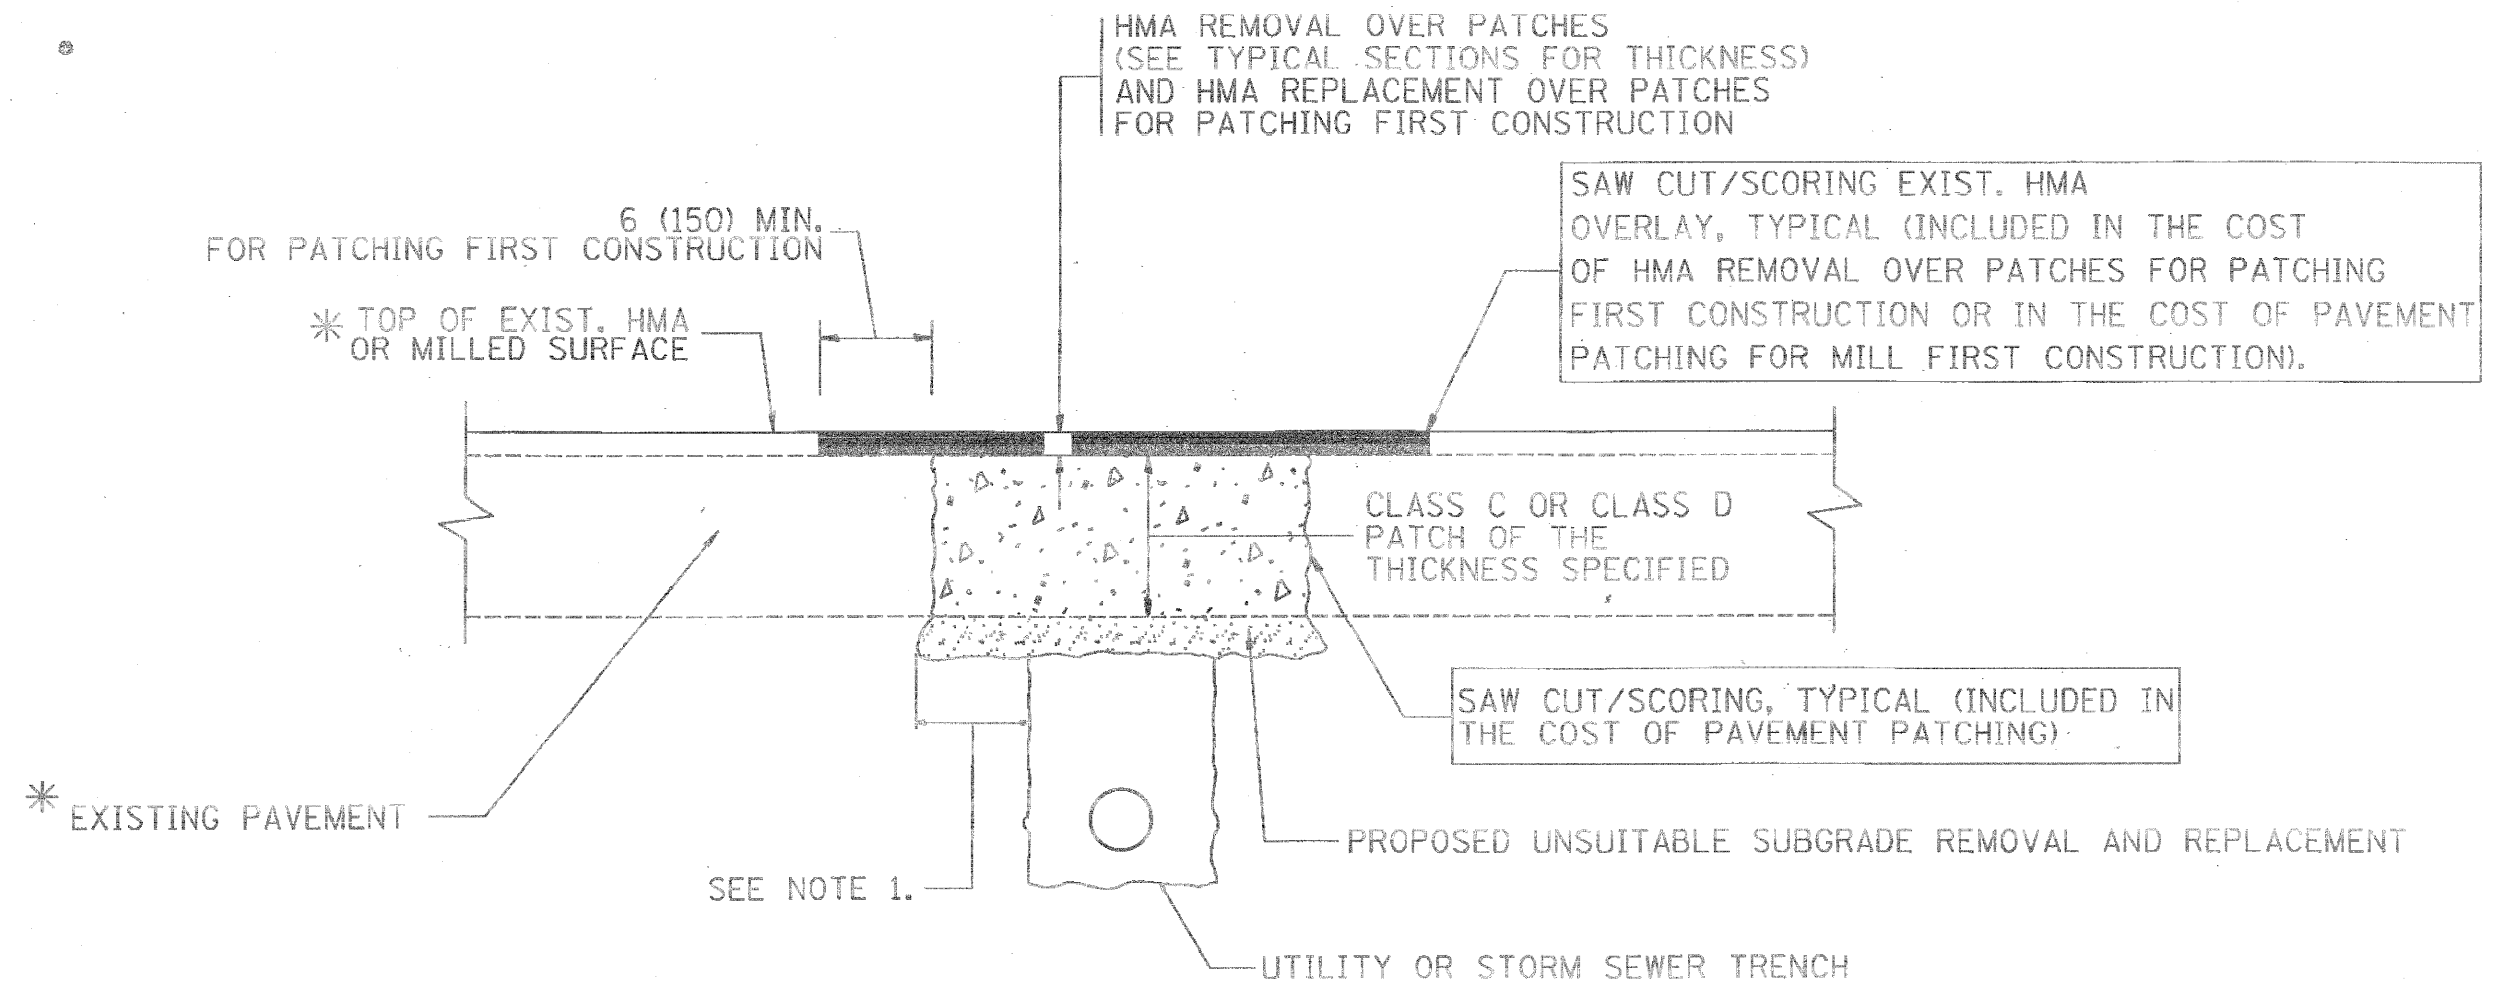 HMA REMOVAL OVER PATCHES
(SEE TYPICAL SECTIONS FOR THICKNESS)
AND HMA REPLACEMENT OVER PATCHES
FOR PATCHING FIRST CONSTRUCTION
SAW CUT/SCORING EXIST. HMA
OVERLAY, TYPICAL (INCLUDED IN THE COST
OF HMA REMOVAL OVER PATCHES FOR PATCHING
FIRST CONSTRUCTION OR IN THE COST OF PAVEMENT
PATCHING FOR MILL FIRST CONSTRUCTION).
6 (150) MIN.
FOR PATCHING FIRST CONSTRUCTION
* TOP OF EXIST. HMA
OR MILLED SURFACE
CLASS C OR CLASS D
PATCH OF THE
THICKNESS SPECIFIED
SAW CUT/SCORING, TYPICAL (INCLUDED IN
THE COST OF PAVEMENT PATCHING)
* EXISTING PAVEMENT
PROPOSED UNSUITABLE SUBGRADE REMOVAL AND REPLACEMENT
SEE NOTE 1.
UTILITY OR STORM SEWER TRENCH